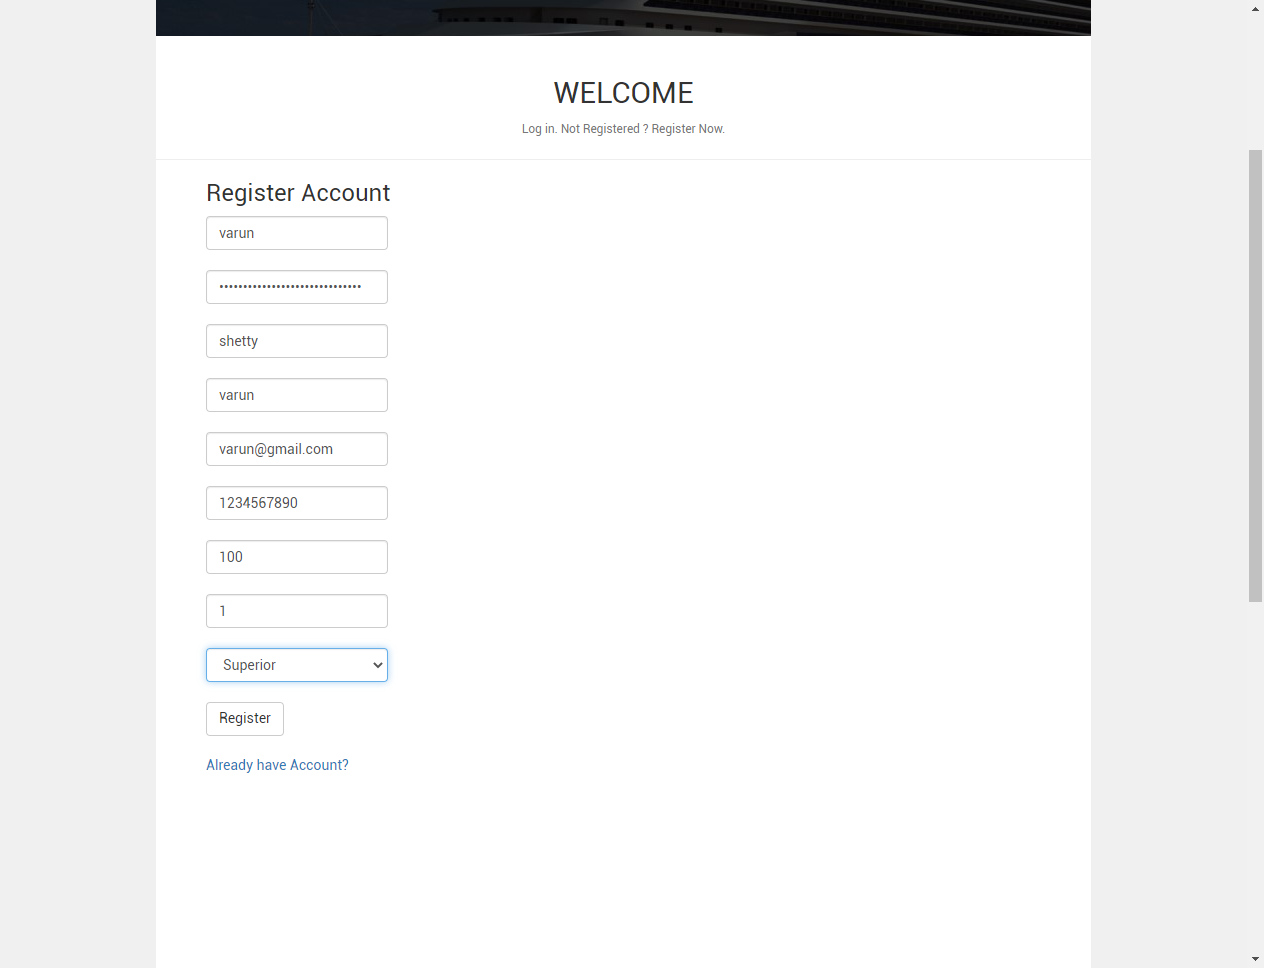 WELCOME
Log in. Not Registered ? Register Now.
Register Account
varun
••••••••••••••••••••••••••••••
shetty
varun
varun@gmail.com
1234567890
100
1
Superior
Register
Already have Account?